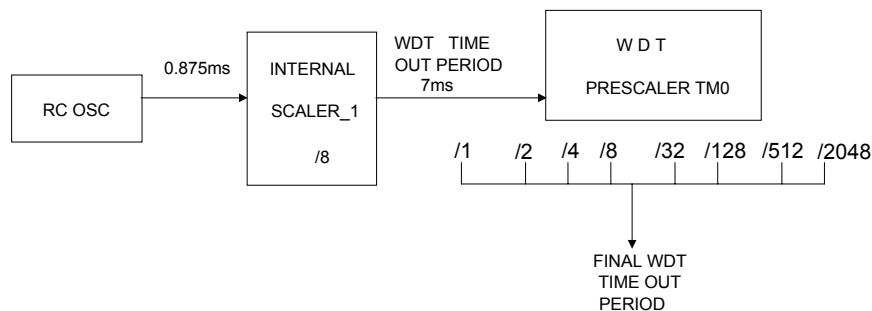 RC OSC
0.875ms
INTERNAL
SCALER_1
/8
WDT TIME
OUT PERIOD
7ms
W D T
PRESCALER TM0
/1 /2 /4 /8 /32 /128 /512 /2048
FINAL WDT
TIME OUT
PERIOD